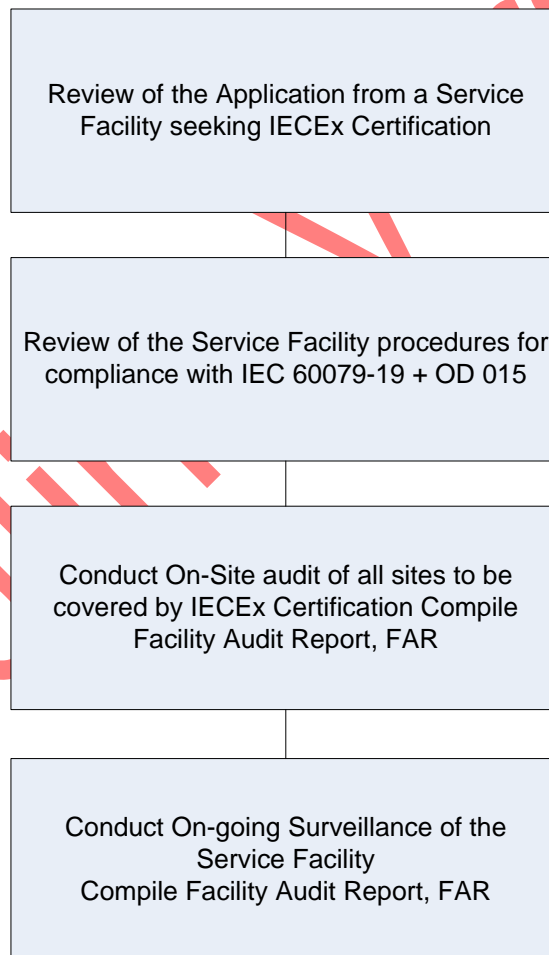 Review of the Application from a Service
Facility seeking IECEx Certification
Review of the Service Facility procedures for
compliance with IEC 60079-19 + OD 015
Conduct On-Site audit of all sites to be
covered by IECEx Certification Compile
Facility Audit Report, FAR
Conduct On-going Surveillance of the
Service Facility
Compile Facility Audit Report, FAR